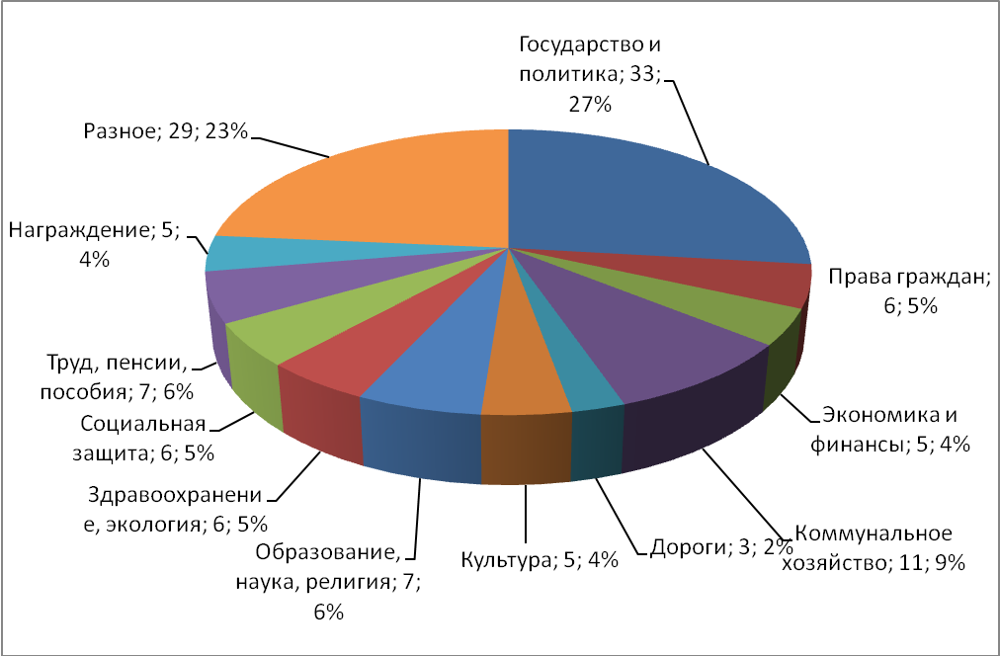 Государство и
политика; 33;
27%
Права граждан;
6; 5%
Экономика и
финансы; 5; 4%
Коммунальное
хозяйство; 11; 9%
Дороги; 3; 2%
Культура; 5; 4%
Образование,
наука, религия; 7;
6%
Здравоохранени
е, экология; 6; 5%
Социальная
защита; 6; 5%
Труд, пенсии,
пособия; 7; 6%
Награждение; 5;
4%
Разное; 29; 23%